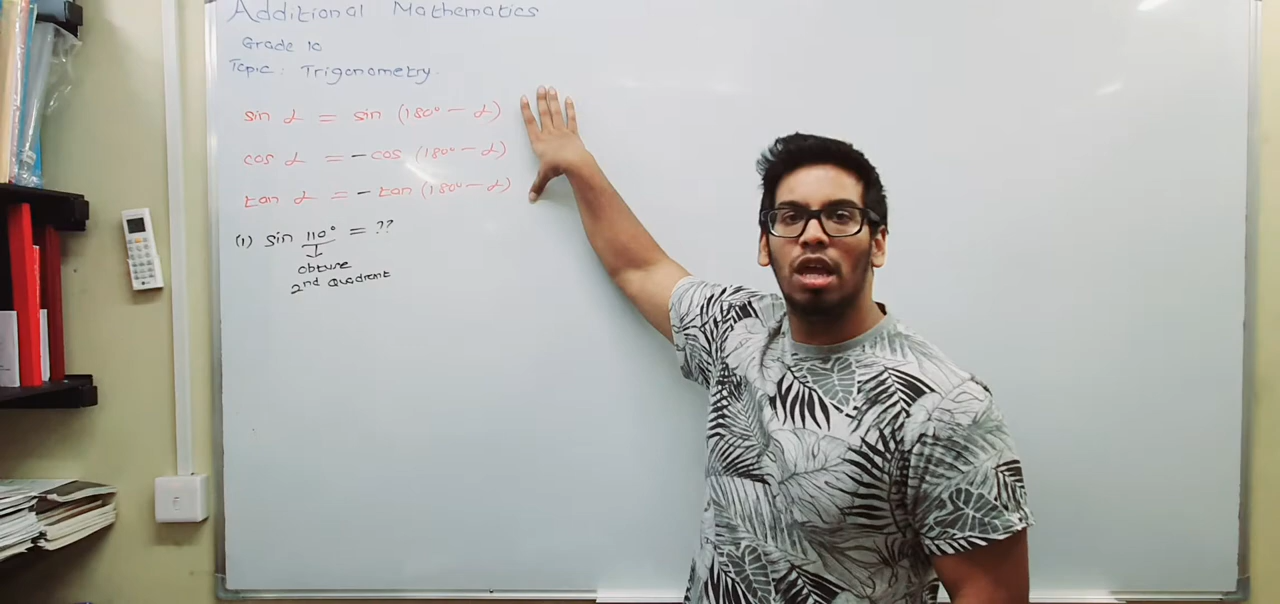 Additional Mathematics
Grade 10
Topic: Trigonometry.
sin α = sin (180° - α)
cos α = -cos (180° - α)
tan α = - tan (180° - α)
(1) sin 110° = ??
obtuse
2nd Quadrant